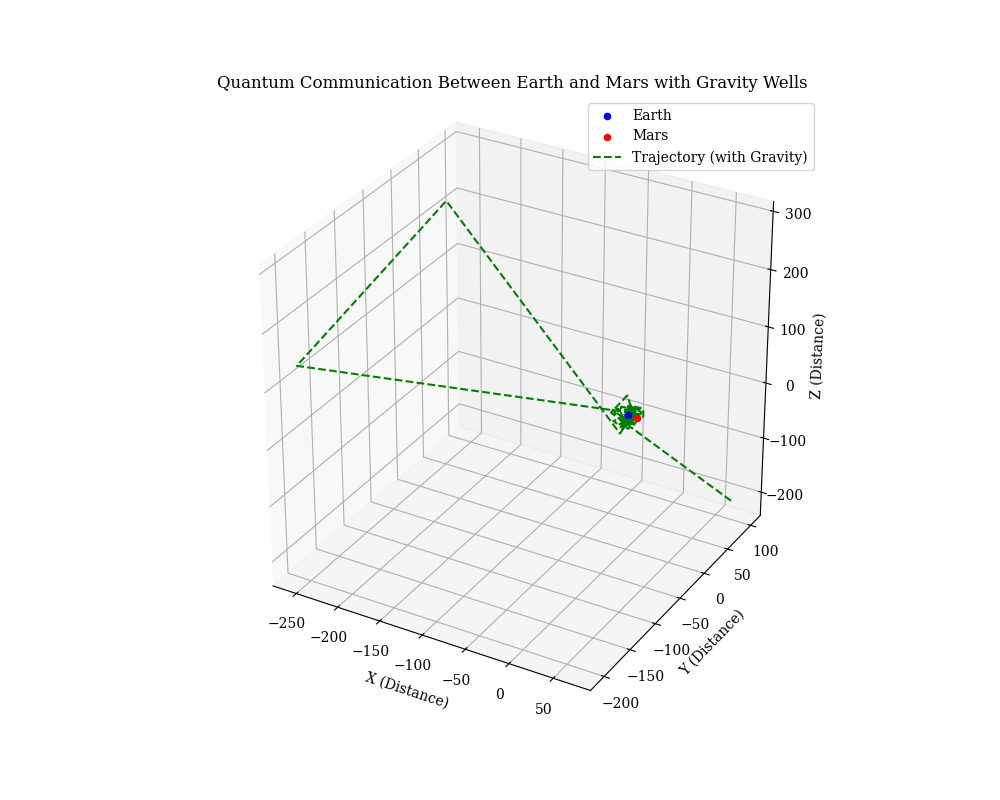 Quantum Communication Between Earth and Mars with Gravity Wells
Earth
Mars
Trajectory (with Gravity)
300
200
100
0
−100
−200
Z (Distance)
100
50
0
−50
−100
−150
−200
Y (Distance)
−250
−200
−150
−100
−50
0
50
X (Distance)